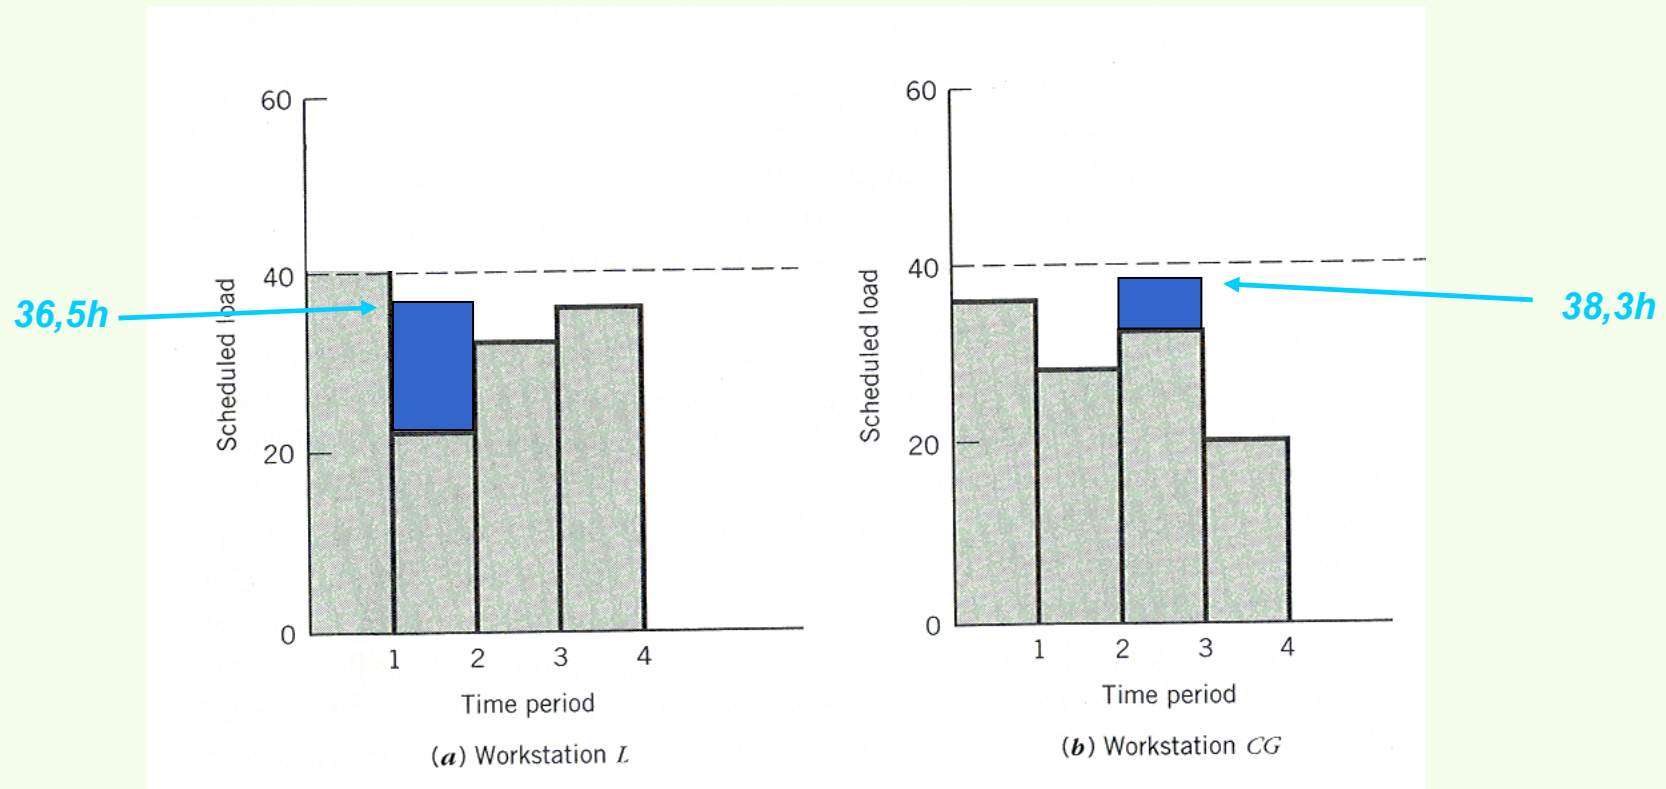 36,5h
Scheduled load
60
40
20
0
1 2 3 4
Time period
(a) Workstation L
Scheduled load
60
40
20
0
1 2 3 4
Time period
(b) Workstation CG
38,3h